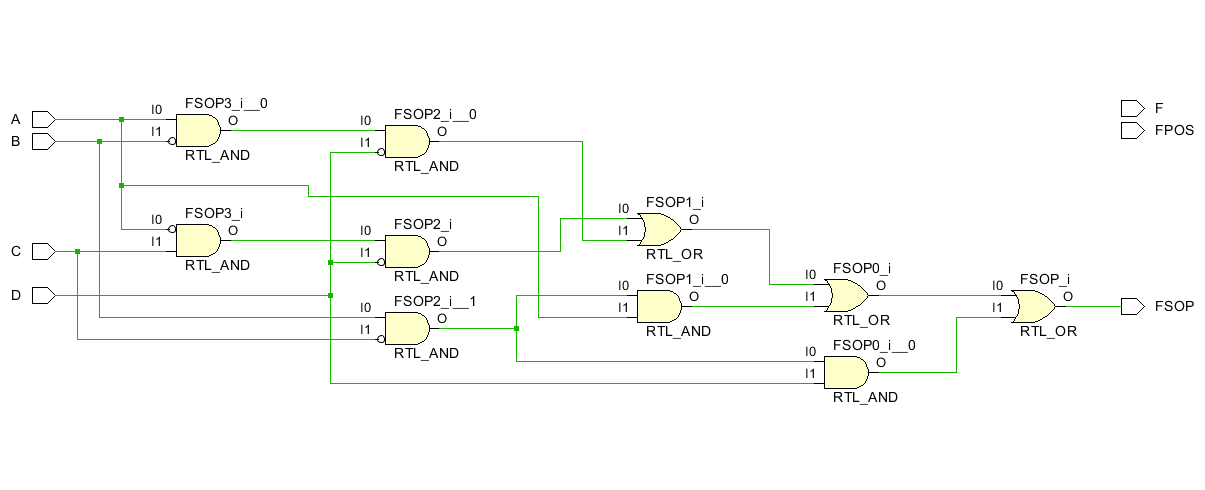 A
B
C
D
FSOP3_i__0
I0
I1
O
RTL_AND
FSOP3_i
I0
I1
O
RTL_AND
FSOP2_i__0
I0
I1
O
RTL_AND
FSOP2_i
I0
I1
O
RTL_AND
FSOP2_i__1
I0
I1
O
RTL_AND
FSOP1_i
I0
I1
O
RTL_OR
FSOP1_i__0
I0
I1
O
RTL_AND
FSOP0_i
I0
I1
O
RTL_OR
FSOP0_i__0
I0
I1
O
RTL_AND
FSOP_i
I0
I1
O
RTL_OR
F
FPOS
FSOP